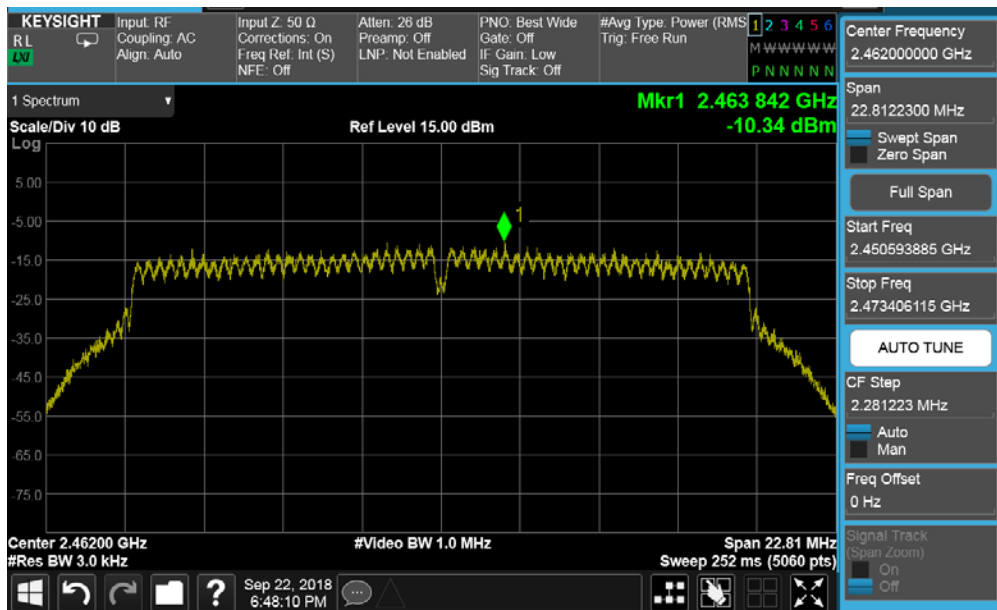 KEYSIGHT
RL
LXI
Input: RF
Coupling: AC
Align: Auto
Input Z: 50 Ω
Corrections: On
Freq Ref: Int (S)
NFE: Off
Atten: 26 dB
Preamp: Off
LNP: Not Enabled
PNO: Best Wide
Gate: Off
IF Gain: Low
Sig Track: Off
#Avg Type: Power (RMS
Trig: Free Run
1 2 3 4 5 6
M W W W W W
P N N N N N
1 Spectrum
Scale/Div 10 dB
Ref Level 15.00 dBm
Mkr1 2.463 842 GHz
-10.34 dBm
Log
5.00
-5.00
-15.0
-25.0
-35.0
-45.0
-55.0
-65.0
-75.0
1
Center 2.46200 GHz
#Res BW 3.0 kHz
#Video BW 1.0 MHz
Span 22.81 MHz
Sweep 252 ms (5060 pts)
?
Sep 22, 2018
6:48:10 PM
Center Frequency
2.462000000 GHz
Span
22.8122300 MHz
Swept Span
Zero Span
Full Span
Start Freq
2.450593885 GHz
Stop Freq
2.473406115 GHz
AUTO TUNE
CF Step
2.281223 MHz
Auto
Man
Freq Offset
0 Hz
Signal Track
(Span Zoom)
On
Off